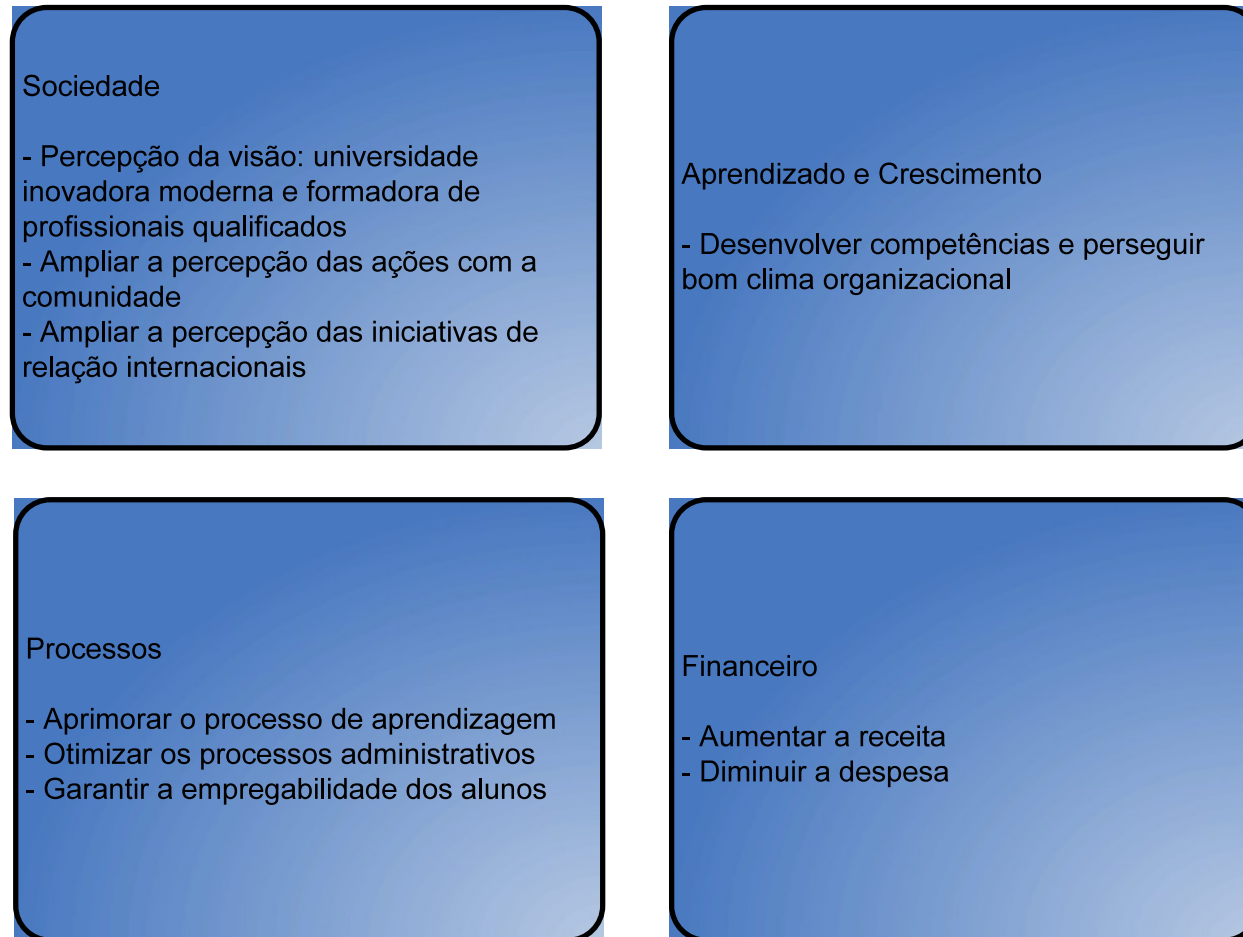 Sociedade
- Percepção da visão: universidade
inovadora moderna e formadora de
profissionais qualificados
- Ampliar a percepção das ações com a
comunidade
- Ampliar a percepção das iniciativas de
relação internacionais
Aprendizado e Crescimento
- Desenvolver competências e perseguir
bom clima organizacional
Processos
- Aprimorar o processo de aprendizagem
- Otimizar os processos administrativos
- Garantir a empregabilidade dos alunos
Financeiro
- Aumentar a receita
- Diminuir a despesa